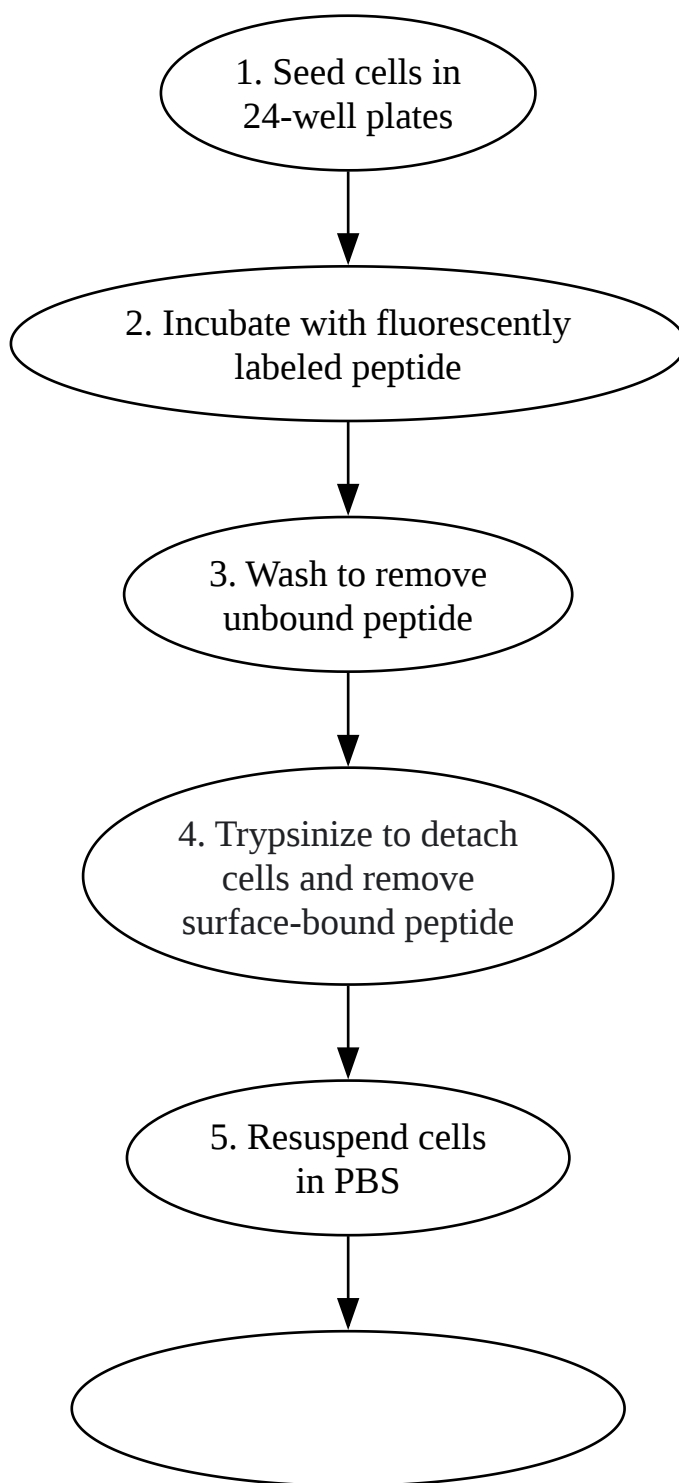 1. Seed cells in
24-well plates
2. Incubate with fluorescently
labeled peptide
3. Wash to remove
unbound peptide
4. Trypsinize to detach
cells and remove
surface-bound peptide
5. Resuspend cells
in PBS